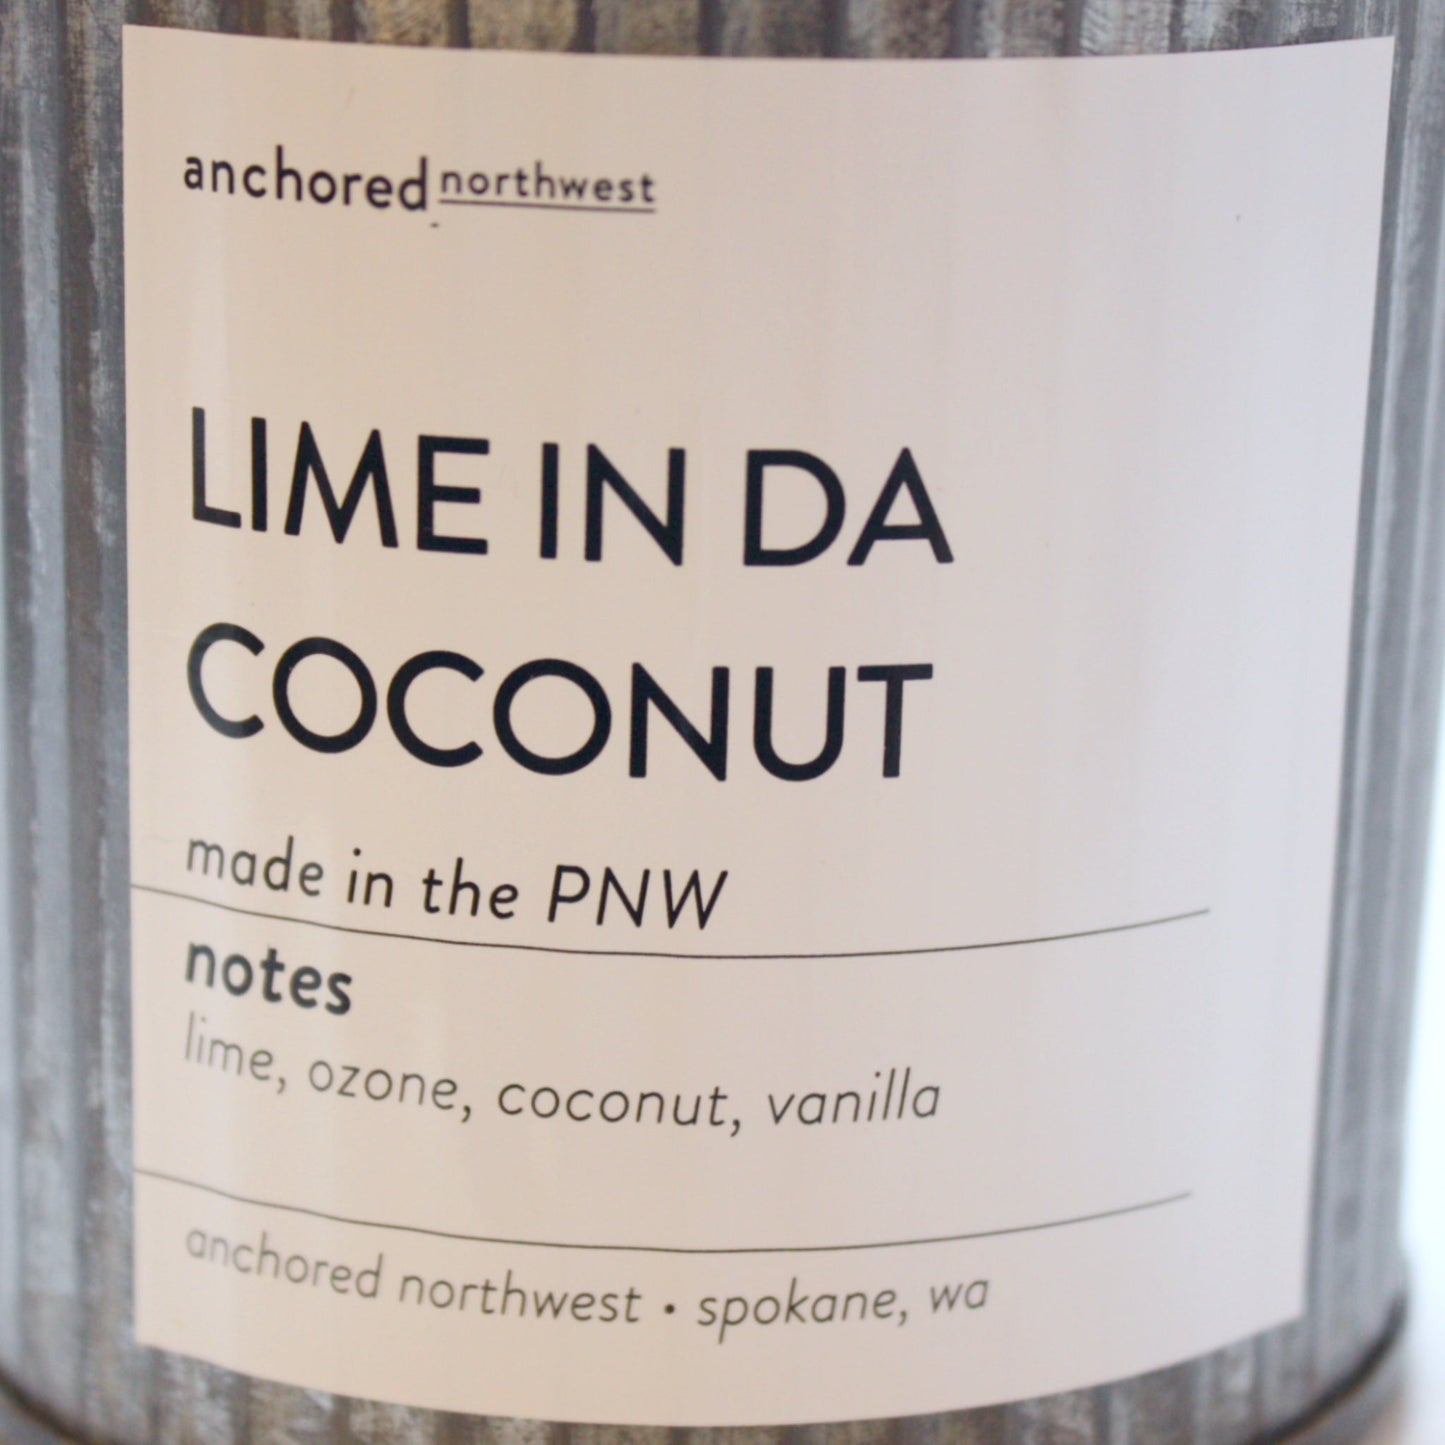 anchored northwest
LIME IN DA
COCONUT
made in the PNW
notes
lime, ozone, coconut, vanilla
anchored northwest • spokane, wa